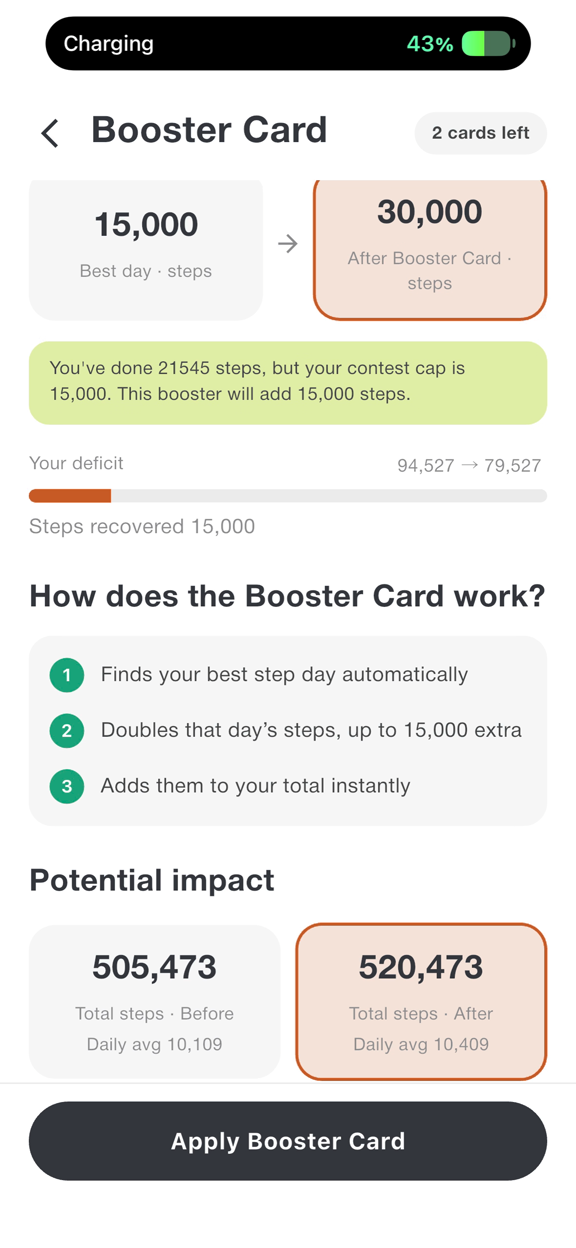 Charging 43%
Booster Card 2 cards left
15,000
Best day · steps
→
30,000
After Booster Card ·
steps
You've done 21545 steps, but your contest cap is
15,000. This booster will add 15,000 steps.
Your deficit 94,527 → 79,527
Steps recovered 15,000
How does the Booster Card work?
1 Finds your best step day automatically
2 Doubles that day’s steps, up to 15,000 extra
3 Adds them to your total instantly
Potential impact
505,473
Total steps · Before
Daily avg 10,109
520,473
Total steps · After
Daily avg 10,409
Apply Booster Card